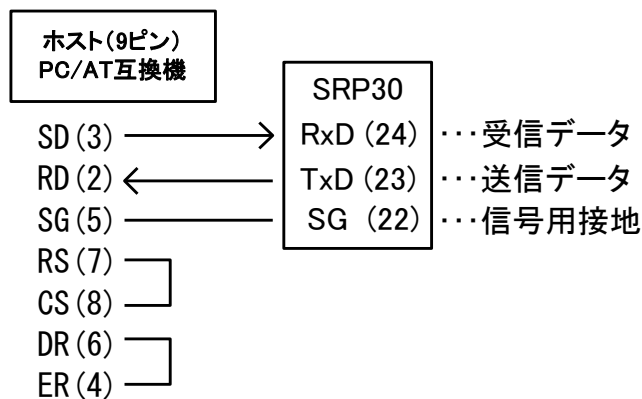 ホスト(9ピン)
PC/AT互換機
SRP30
SD(3) RxD(24) ･･･受信データ
RD(2) TxD(23) ･･･送信データ
SG(5) SG (22) ･･･信号用接地
RS(7)
CS(8)
DR(6)
ER(4)